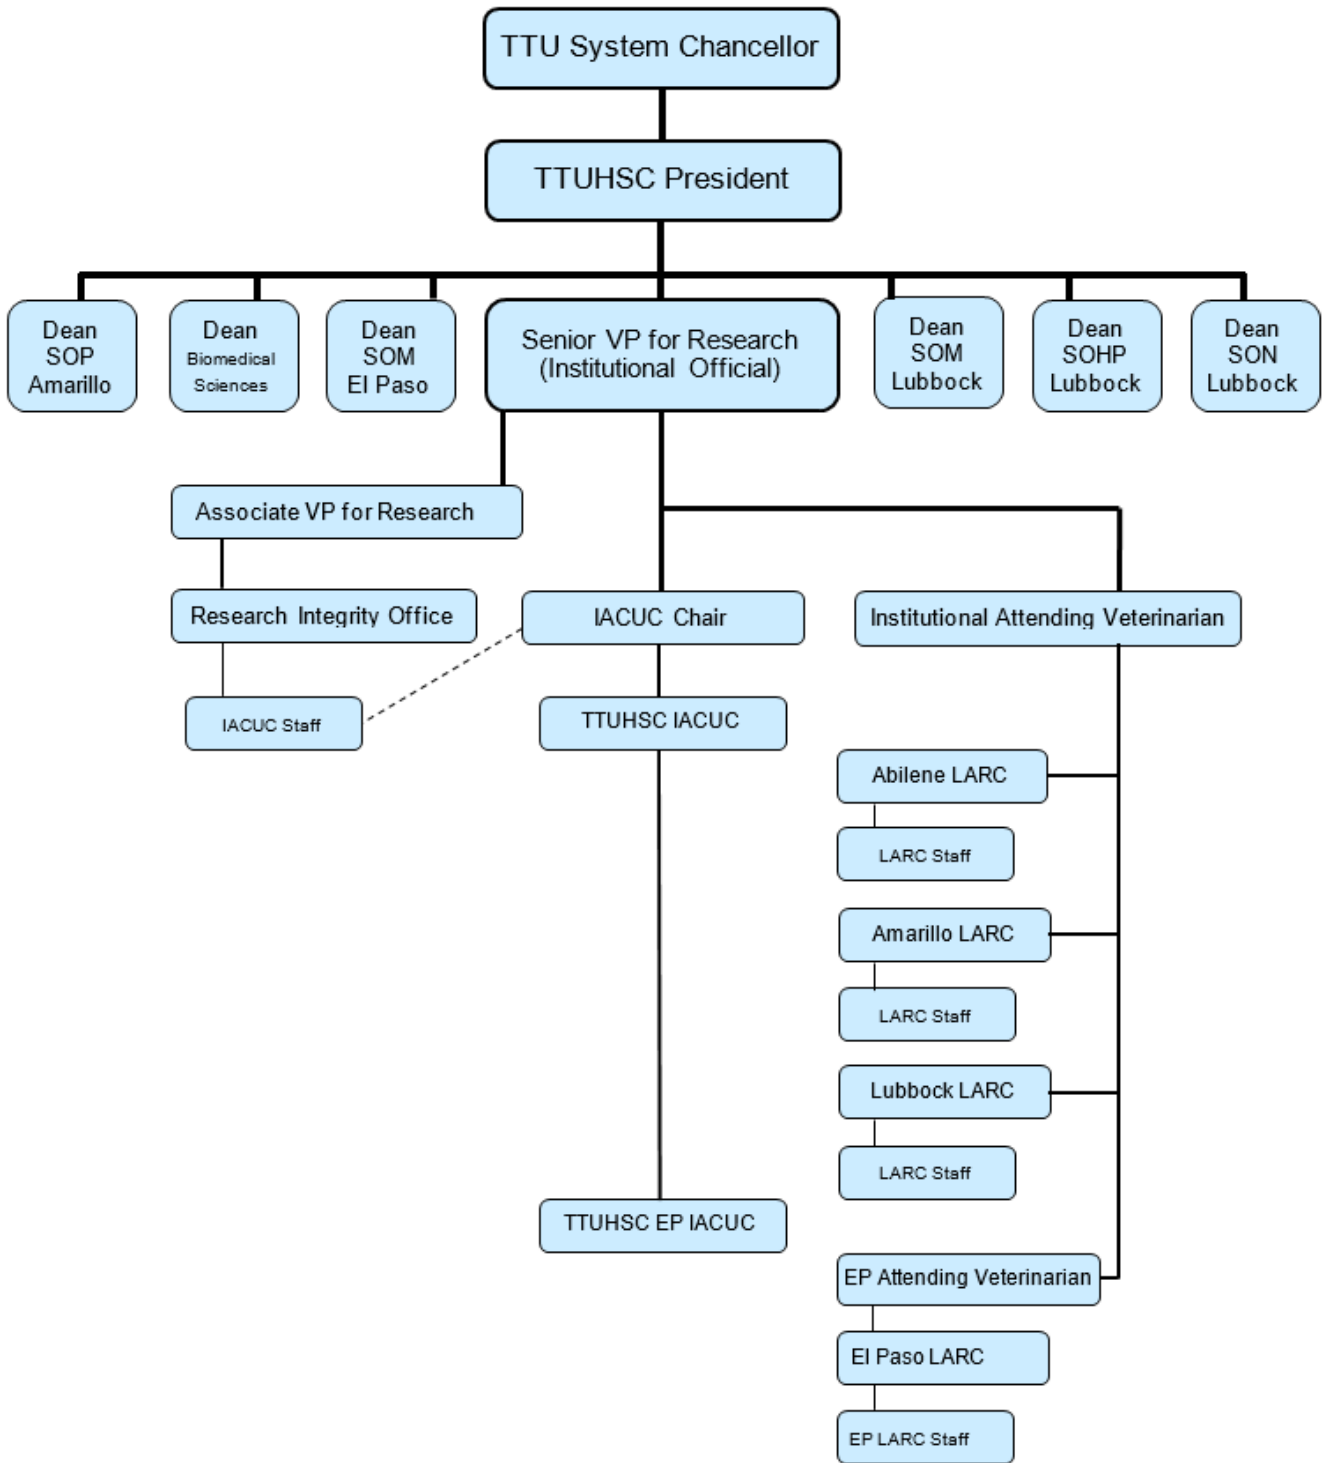 TTU System Chancellor
TTUHSC President
Dean
SOP
Amarillo
Dean
Biomedical
Sciences
Dean
SOM
El Paso
Senior VP for Research
(Institutional Official)
Dean
SOM
Lubbock
Dean
SOHP
Lubbock
Dean
SON
Lubbock
Associate VP for Research
Research Integrity Office
IACUC Chair
Institutional Attending Veterinarian
IACUC Staff
TTUHSC IACUC
Abilene LARC
LARC Staff
Amarillo LARC
LARC Staff
Lubbock LARC
LARC Staff
TTUHSC EP IACUC
EP Attending Veterinarian
El Paso LARC
EP LARC Staff